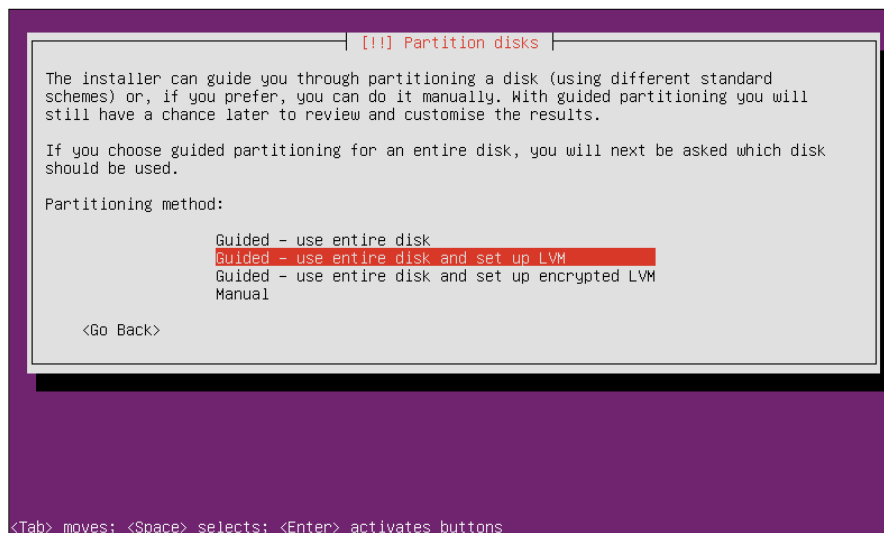 [!!] Partition disks
The installer can guide you through partitioning a disk (using different standard
schemes) or, if you prefer, you can do it manually. With guided partitioning you will
still have a chance later to review and customise the results.
If you choose guided partitioning for an entire disk, you will next be asked which disk
should be used.
Partitioning method:
Guided – use entire disk
Guided – use entire disk and set up LVM
Guided – use entire disk and set up encrypted LVM
Manual
<Go Back>
<Tab> moves; <Space> selects; <Enter> activates buttons